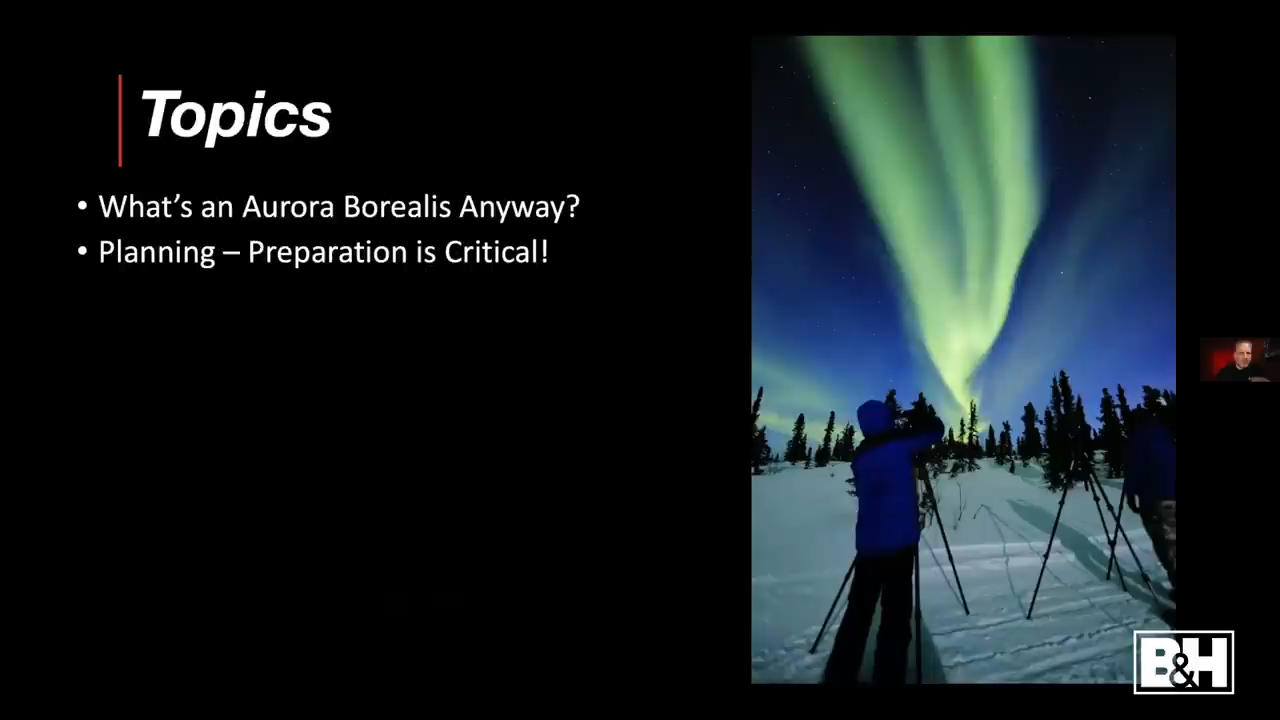 Topics
• What's an Aurora Borealis Anyway?
• Planning – Preparation is Critical!
B&H